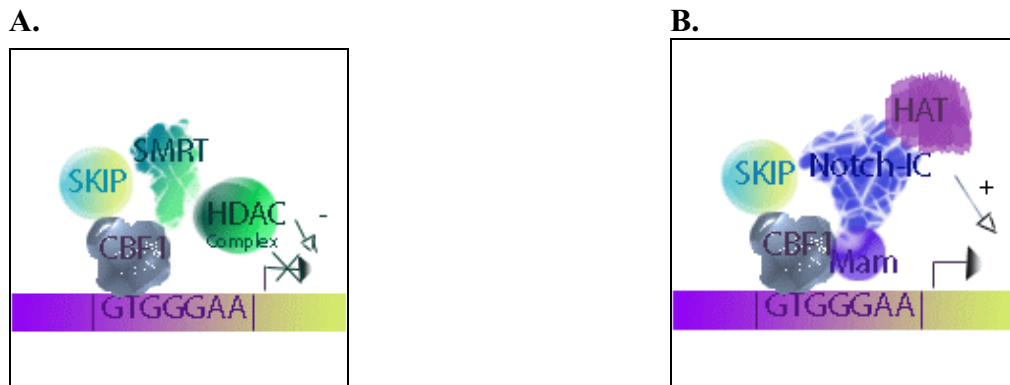 A.
SMRT
SKIP
HDAC
Complex
-
CBF1
GTGGGAA
B.
HAT
Notch-IC
SKIP
+
CBF1
Mam
GTGGGAA